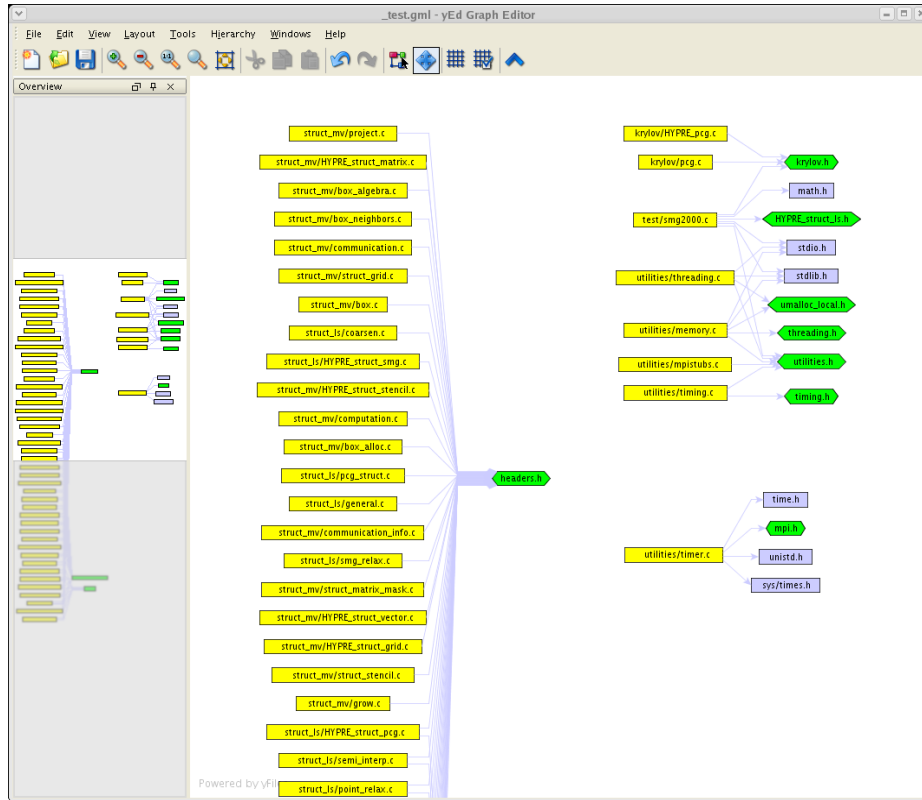 _test.gml - yEd Graph Editor
File Edit View Layout Tools Hierarchy Windows Help
Overview
struct_mv/project.c
struct_mv/HYPRE_struct_matrix.c
struct_mv/box_algebra.c
struct_mv/box_neighbors.c
struct_mv/communication.c
struct_mv/struct_grid.c
struct_mv/box.c
struct_ls/coarsen.c
struct_ls/HYPRE_struct_smg.c
struct_mv/HYPRE_struct_stencil.c
struct_mv/computation.c
struct_mv/box_alloc.c
struct_ls/pcg_struct.c
struct_ls/general.c
struct_mv/communication_info.c
struct_ls/smg_relax.c
struct_mv/struct_matrix_mask.c
struct_mv/HYPRE_struct_vector.c
struct_mv/HYPRE_struct_grid.c
struct_mv/struct_stencil.c
struct_mv/grow.c
struct_ls/HYPRE_struct_pcg.c
struct_ls/semi_interp.c
struct_ls/point_relax.c
Powered by yFil
headers.h
krylov/HYPRE_pcg.c
krylov/pcg.c
test/smg2000.c
utilities/threading.c
utilities/memory.c
utilities/mpistubs.c
utilities/timing.c
krylov.h
math.h
HYPRE_struct_ls.h
stdio.h
stdlib.h
umalloc_local.h
threading.h
utilities.h
timing.h
utilities/timer.c
time.h
mpi.h
unistd.h
sys/times.h